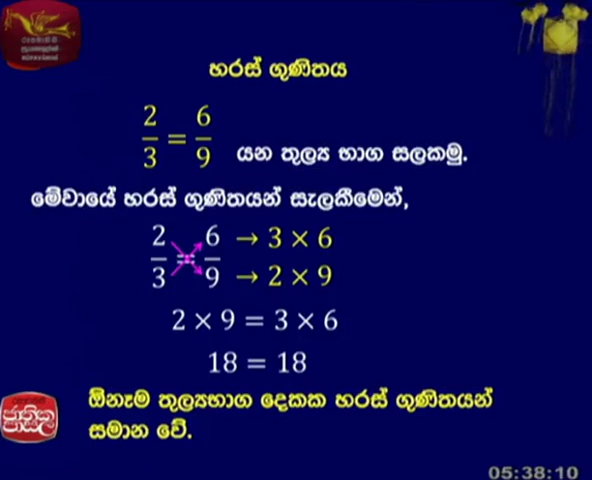 හරස් ගුණිතය
2/3 = 6/9 යන තුල්‍ය භාග සලකමු.
මේවායේ හරස් ගුණිතයන් සැලකීමෙන්,
2/3 = 6/9 → 3 × 6
→ 2 × 9
2 × 9 = 3 × 6
18 = 18
ජාතික
පාසල
ඕනෑම තුල්‍යභාග දෙකක හරස් ගුණිතයන්
සමාන වේ.
05:38:10